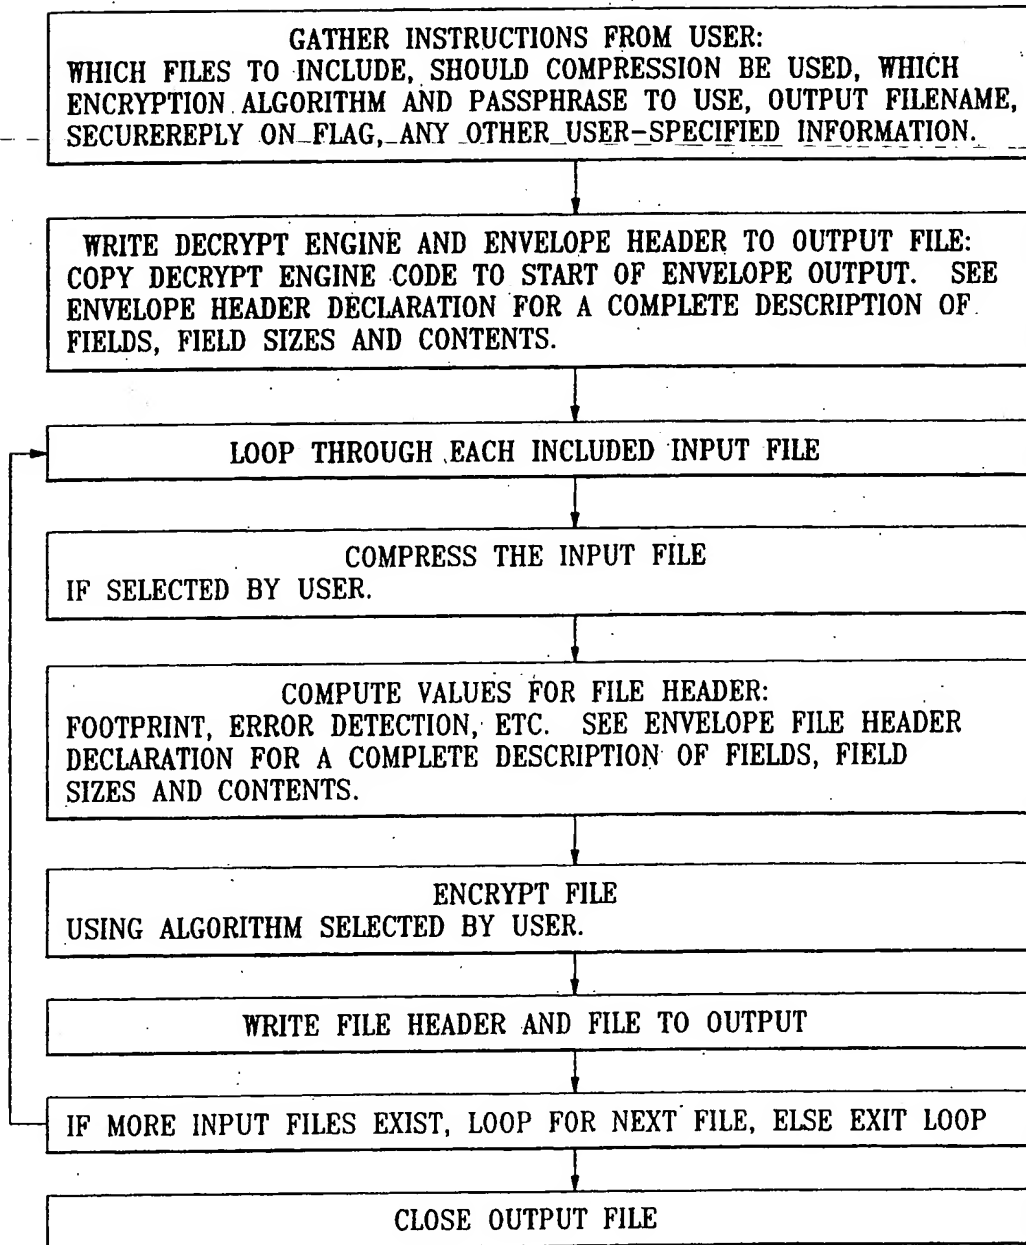 GATHER INSTRUCTIONS FROM USER:
WHICH FILES TO INCLUDE, SHOULD COMPRESSION BE USED, WHICH
ENCRYPTION ALGORITHM AND PASSPHRASE TO USE, OUTPUT FILENAME,
SECUREREPLY ON FLAG, ANY OTHER USER-SPECIFIED INFORMATION.
WRITE DECRYPT ENGINE AND ENVELOPE HEADER TO OUTPUT FILE:
COPY DECRYPT ENGINE CODE TO START OF ENVELOPE OUTPUT. SEE
ENVELOPE HEADER DECLARATION FOR A COMPLETE DESCRIPTION OF
FIELDS, FIELD SIZES AND CONTENTS.
LOOP THROUGH EACH INCLUDED INPUT FILE
COMPRESS THE INPUT FILE
IF SELECTED BY USER.
COMPUTE VALUES FOR FILE HEADER:
FOOTPRINT, ERROR DETECTION, ETC. SEE ENVELOPE FILE HEADER
DECLARATION FOR A COMPLETE DESCRIPTION OF FIELDS, FIELD
SIZES AND CONTENTS.
ENCRYPT FILE
USING ALGORITHM SELECTED BY USER.
WRITE FILE HEADER AND FILE TO OUTPUT
IF MORE INPUT FILES EXIST, LOOP FOR NEXT FILE, ELSE EXIT LOOP
CLOSE OUTPUT FILE